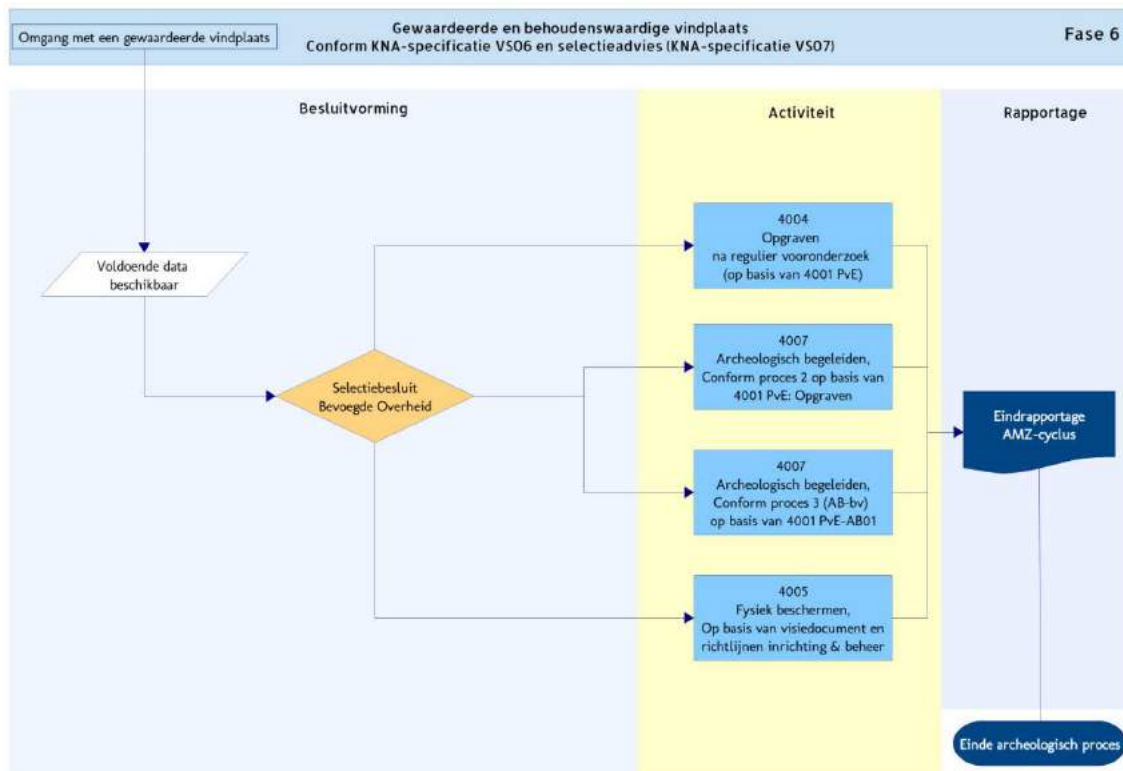 Omgang met een gewaardeerde vindplaats
Gewaardeerde en behoudenswaardige vindplaats
Conform KNA-specificatie VS06 en selectieadvies (KNA-specificatie VS07)
Fase 6
Besluitvorming
Activiteit
Rapportage
Voldoende data
beschikbaar
Selectiebesluit
Bevoegde Overheid
4004
Opgraven
na regulier vooronderzoek
(op basis van 4001 PvE)
4007
Archeologisch begeleiden,
Conform proces 2 op basis van
4001 PvE: Opgraven
4007
Archeologisch begeleiden,
Conform proces 3 (AB-bv)
op basis van 4001 PvE-AB01
4005
Fysiek beschermen,
Op basis van visiedocument en
richtlijnen inrichting & beheer
Eindrapportage
AMZ-cyclus
Einde archeologisch proces